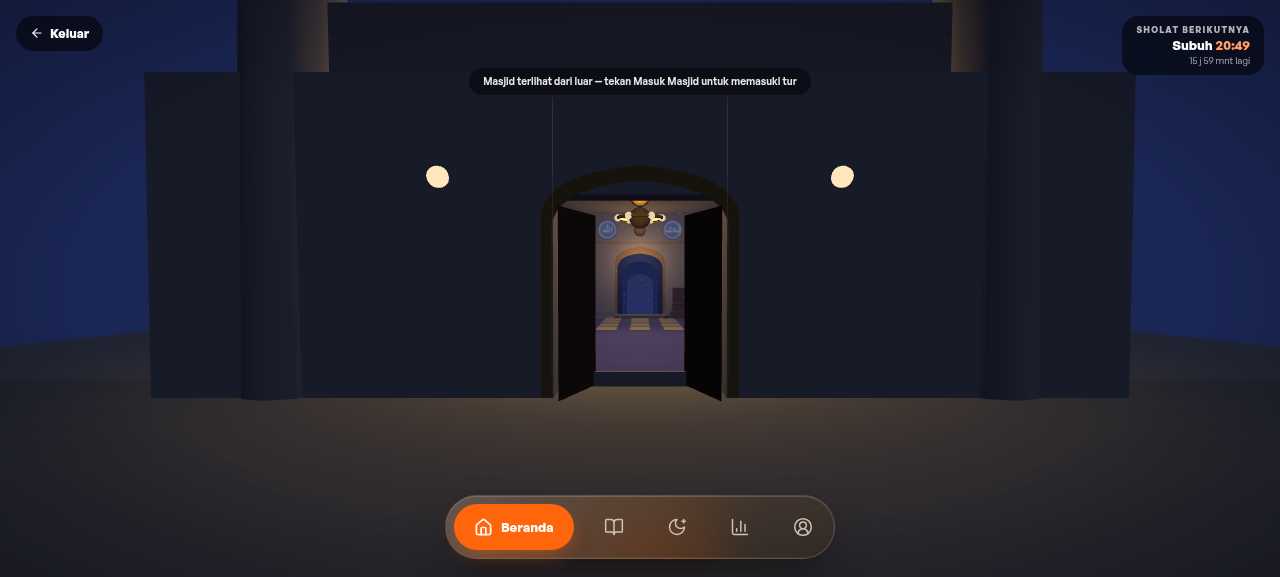 Keluar
SHOLAT BERIKUTNYA
Subuh 20:49
15 j 59 mnt lagi
Masjid terlihat dari luar — tekan Masuk Masjid untuk memasuki tur
Beranda